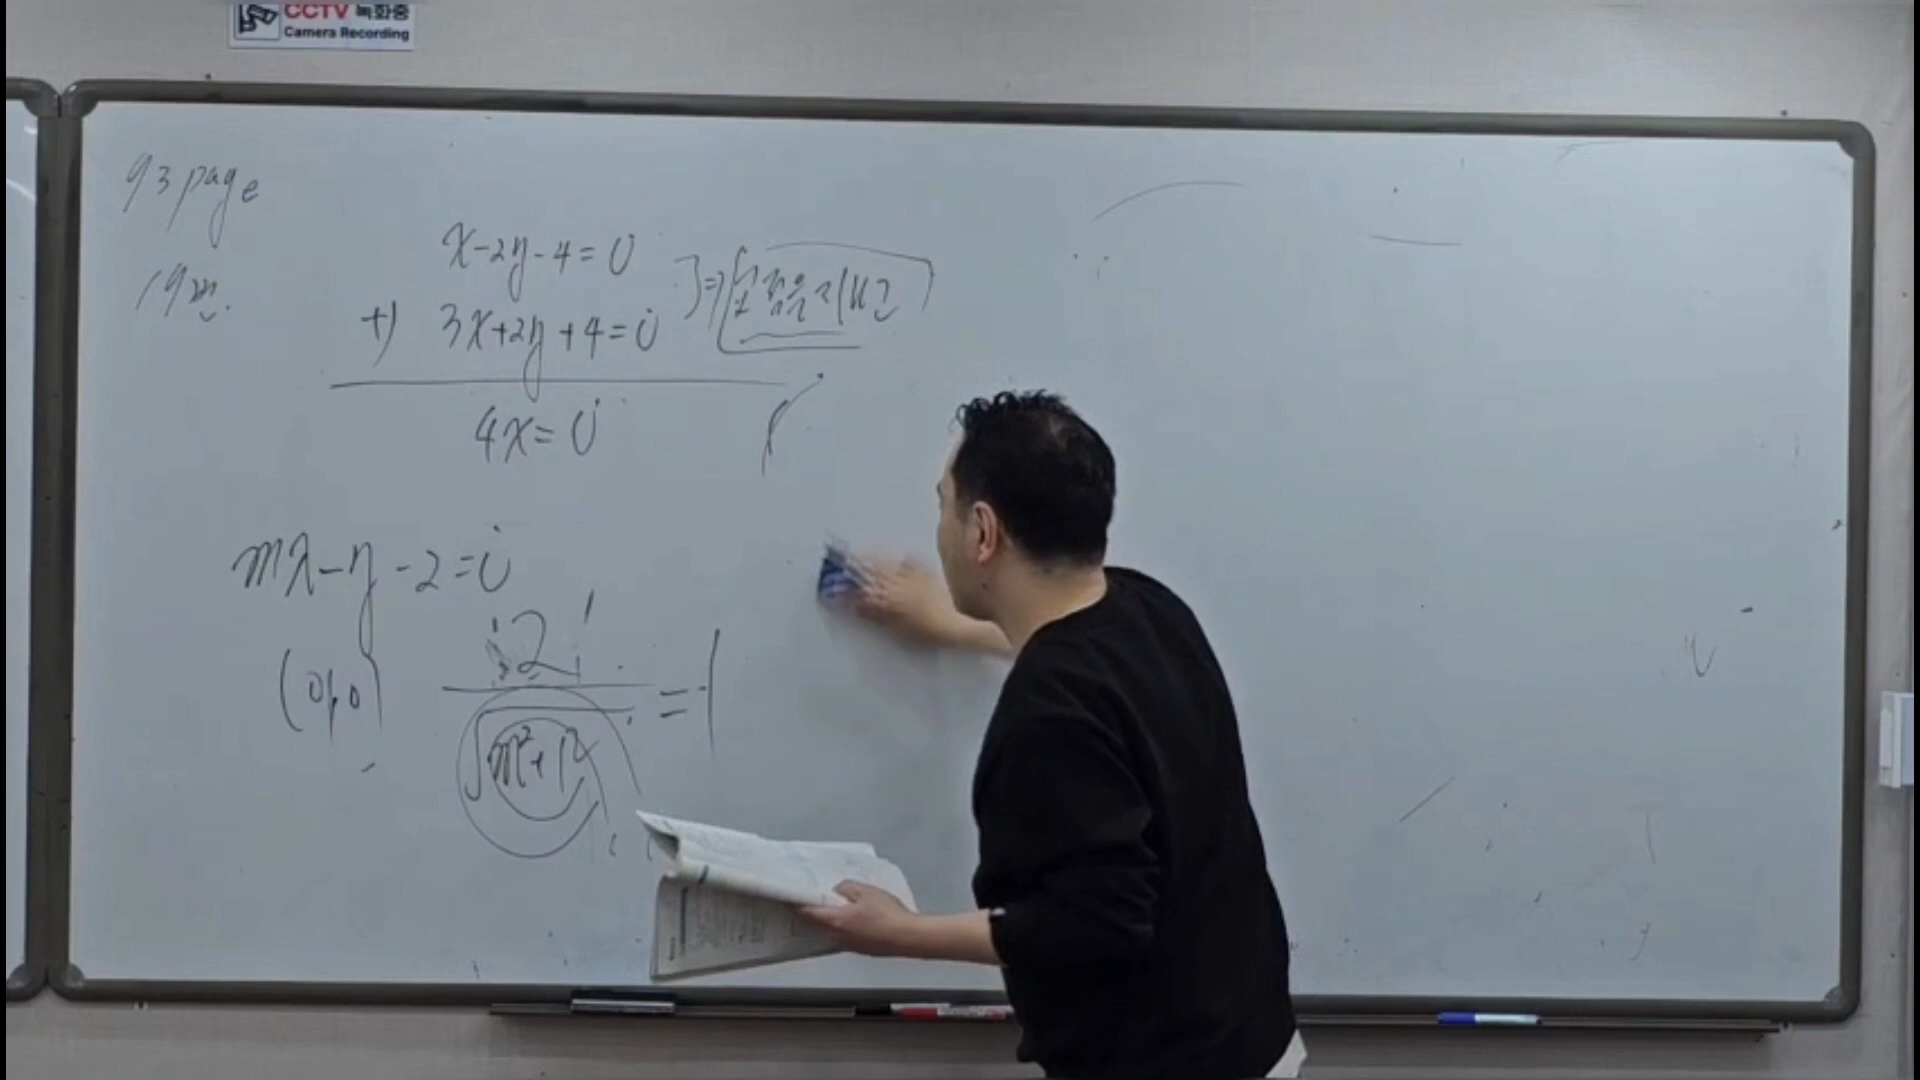 CCTV 녹화중
Camera Recording
93 page
19번.
x-2y-4=0
+) 3x+2y+4=0
4x=0
mx-y-2=0
(0,0)
|2|
√m²+1² =1